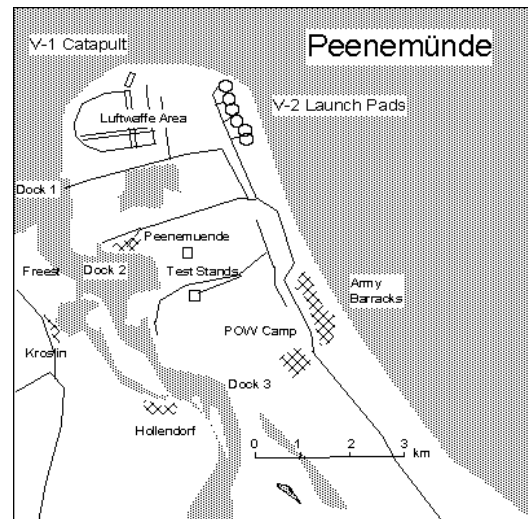 Peenemünde
V-1 Catapult
V-2 Launch Pads
Luftwaffe Area
Dock 1
Peenemuende
Freest
Dock 2
Test Stands
Army
Barracks
POW Camp
Kroslin
Dock 3
Hollendorf
0 1 2 3
km